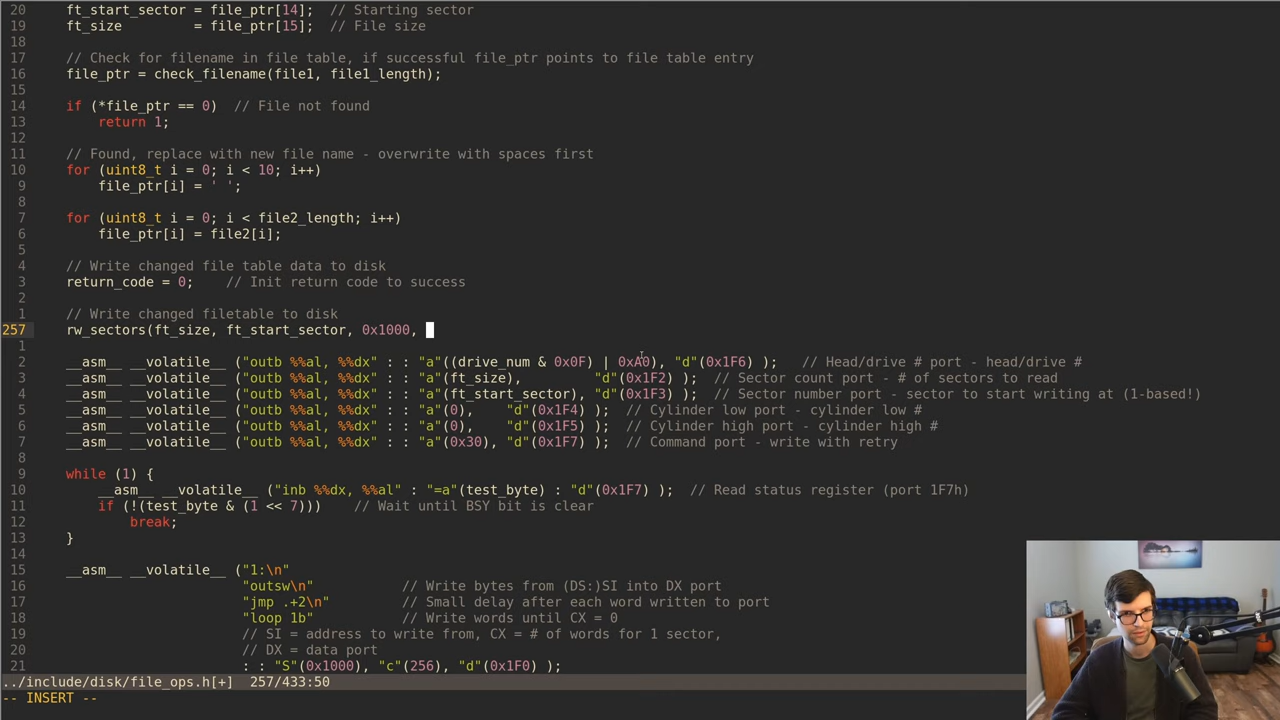 20 ft_start_sector = file_ptr[14]; // Starting sector
19 ft_size = file_ptr[15]; // File size
18
17 // Check for filename in file table, if successful file_ptr points to file table entry
16 file_ptr = check_filename(file1, file1_length);
15
14 if (*file_ptr == 0) // File not found
13 return 1;
12
11 // Found, replace with new file name - overwrite with spaces first
10 for (uint8_t i = 0; i < 10; i++)
9 file_ptr[i] = ' ';
8
7 for (uint8_t i = 0; i < file2_length; i++)
6 file_ptr[i] = file2[i];
5
4 // Write changed file table data to disk
3 return_code = 0; // Init return code to success
2
1 // Write changed filetable to disk
257 rw_sectors(ft_size, ft_start_sector, 0x1000,
1
2 __asm__ __volatile__ ("outb %%al, %%dx" : : "a"((drive_num & 0x0F) | 0xA0), "d"(0x1F6) ); // Head/drive # port - head/drive #
3 __asm__ __volatile__ ("outb %%al, %%dx" : : "a"(ft_size), "d"(0x1F2) ); // Sector count port - # of sectors to read
4 __asm__ __volatile__ ("outb %%al, %%dx" : : "a"(ft_start_sector), "d"(0x1F3) ); // Sector number port - sector to start writing at (1-based!)
5 __asm__ __volatile__ ("outb %%al, %%dx" : : "a"(0), "d"(0x1F4) ); // Cylinder low port - cylinder low #
6 __asm__ __volatile__ ("outb %%al, %%dx" : : "a"(0), "d"(0x1F5) ); // Cylinder high port - cylinder high #
7 __asm__ __volatile__ ("outb %%al, %%dx" : : "a"(0x30), "d"(0x1F7) ); // Command port - write with retry
8
9 while (1) {
10 __asm__ __volatile__ ("inb %%dx, %%al" : "=a"(test_byte) : "d"(0x1F7) ); // Read status register (port 1F7h)
11 if (!(test_byte & (1 << 7))) // Wait until BSY bit is clear
12 break;
13 }
14
15 __asm__ __volatile__ ("1:\n"
16 "outsw\n" // Write bytes from (DS:)SI into DX port
17 "jmp .+2\n" // Small delay after each word written to port
18 "loop 1b" // Write words until CX = 0
19 // SI = address to write from, CX = # of words for 1 sector,
20 // DX = data port
21 : : "S"(0x1000), "c"(256), "d"(0x1F0) );
../include/disk/file_ops.h[+] 257/433:50
-- INSERT --